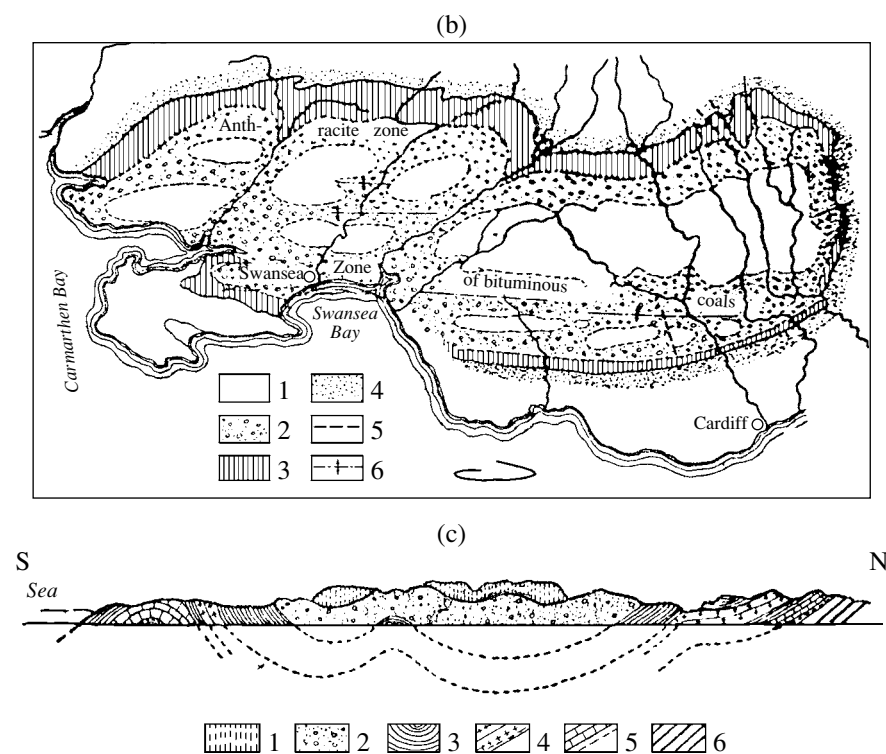 (b)
Anth-
racite zone
Swansea
Zone
of bituminous
coals
Carmarthen Bay
Swansea
Bay
Cardiff
1
4
2
5
3
6
(c)
S
N
Sea
1 2 3 4 5 6